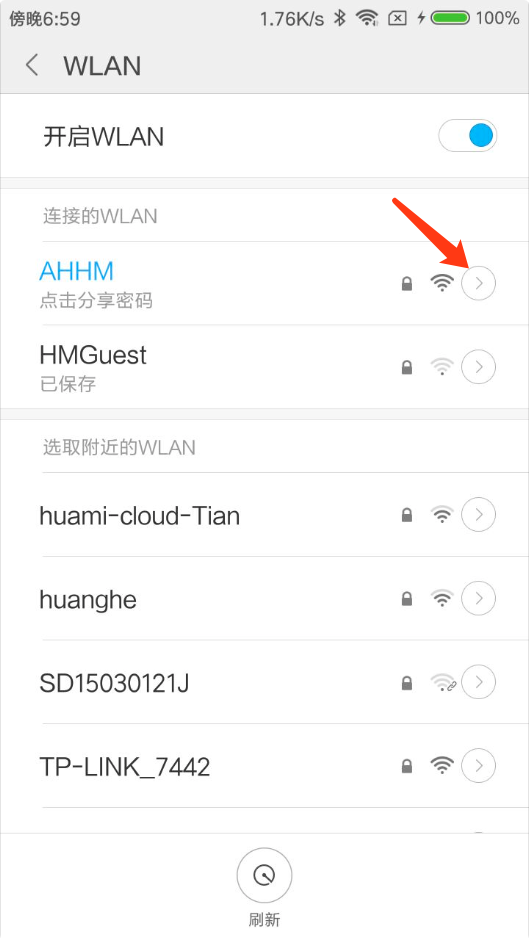 傍晚6:59 1.76K/s 100%
WLAN
开启WLAN
连接的WLAN
AHHM
点击分享密码
HMGuest
已保存
选取附近的WLAN
huami-cloud-Tian
huanghe
SD15030121J
TP-LINK_7442
刷新